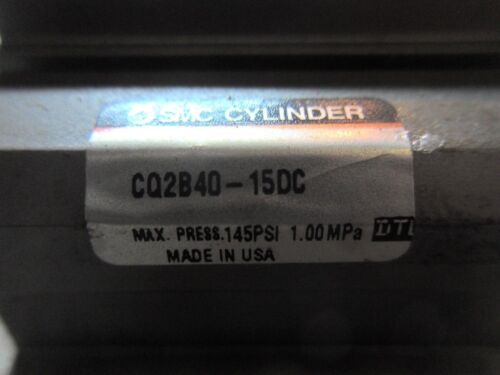 SMC CYLINDER
CQ2B40-15DC
MAX. PRESS.145PSI 1.00MPa
MADE IN USA